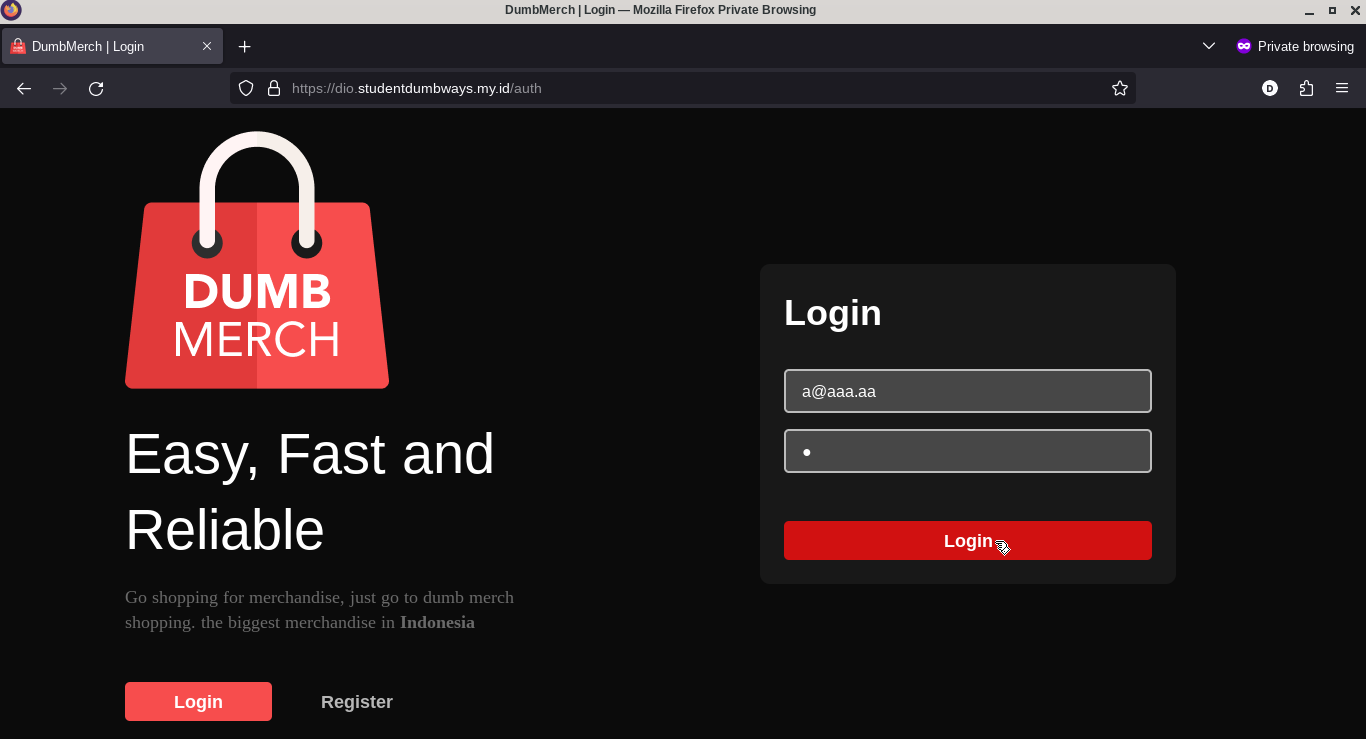 DumbMerch | Login — Mozilla Firefox Private Browsing
DumbMerch | Login
Private browsing
https://dio.studentdumbways.my.id/auth
D
DUMB
MERCH
Easy, Fast and
Reliable
Go shopping for merchandise, just go to dumb merch
shopping. the biggest merchandise in Indonesia
Login
Register
Login
a@aaa.aa
●
Login